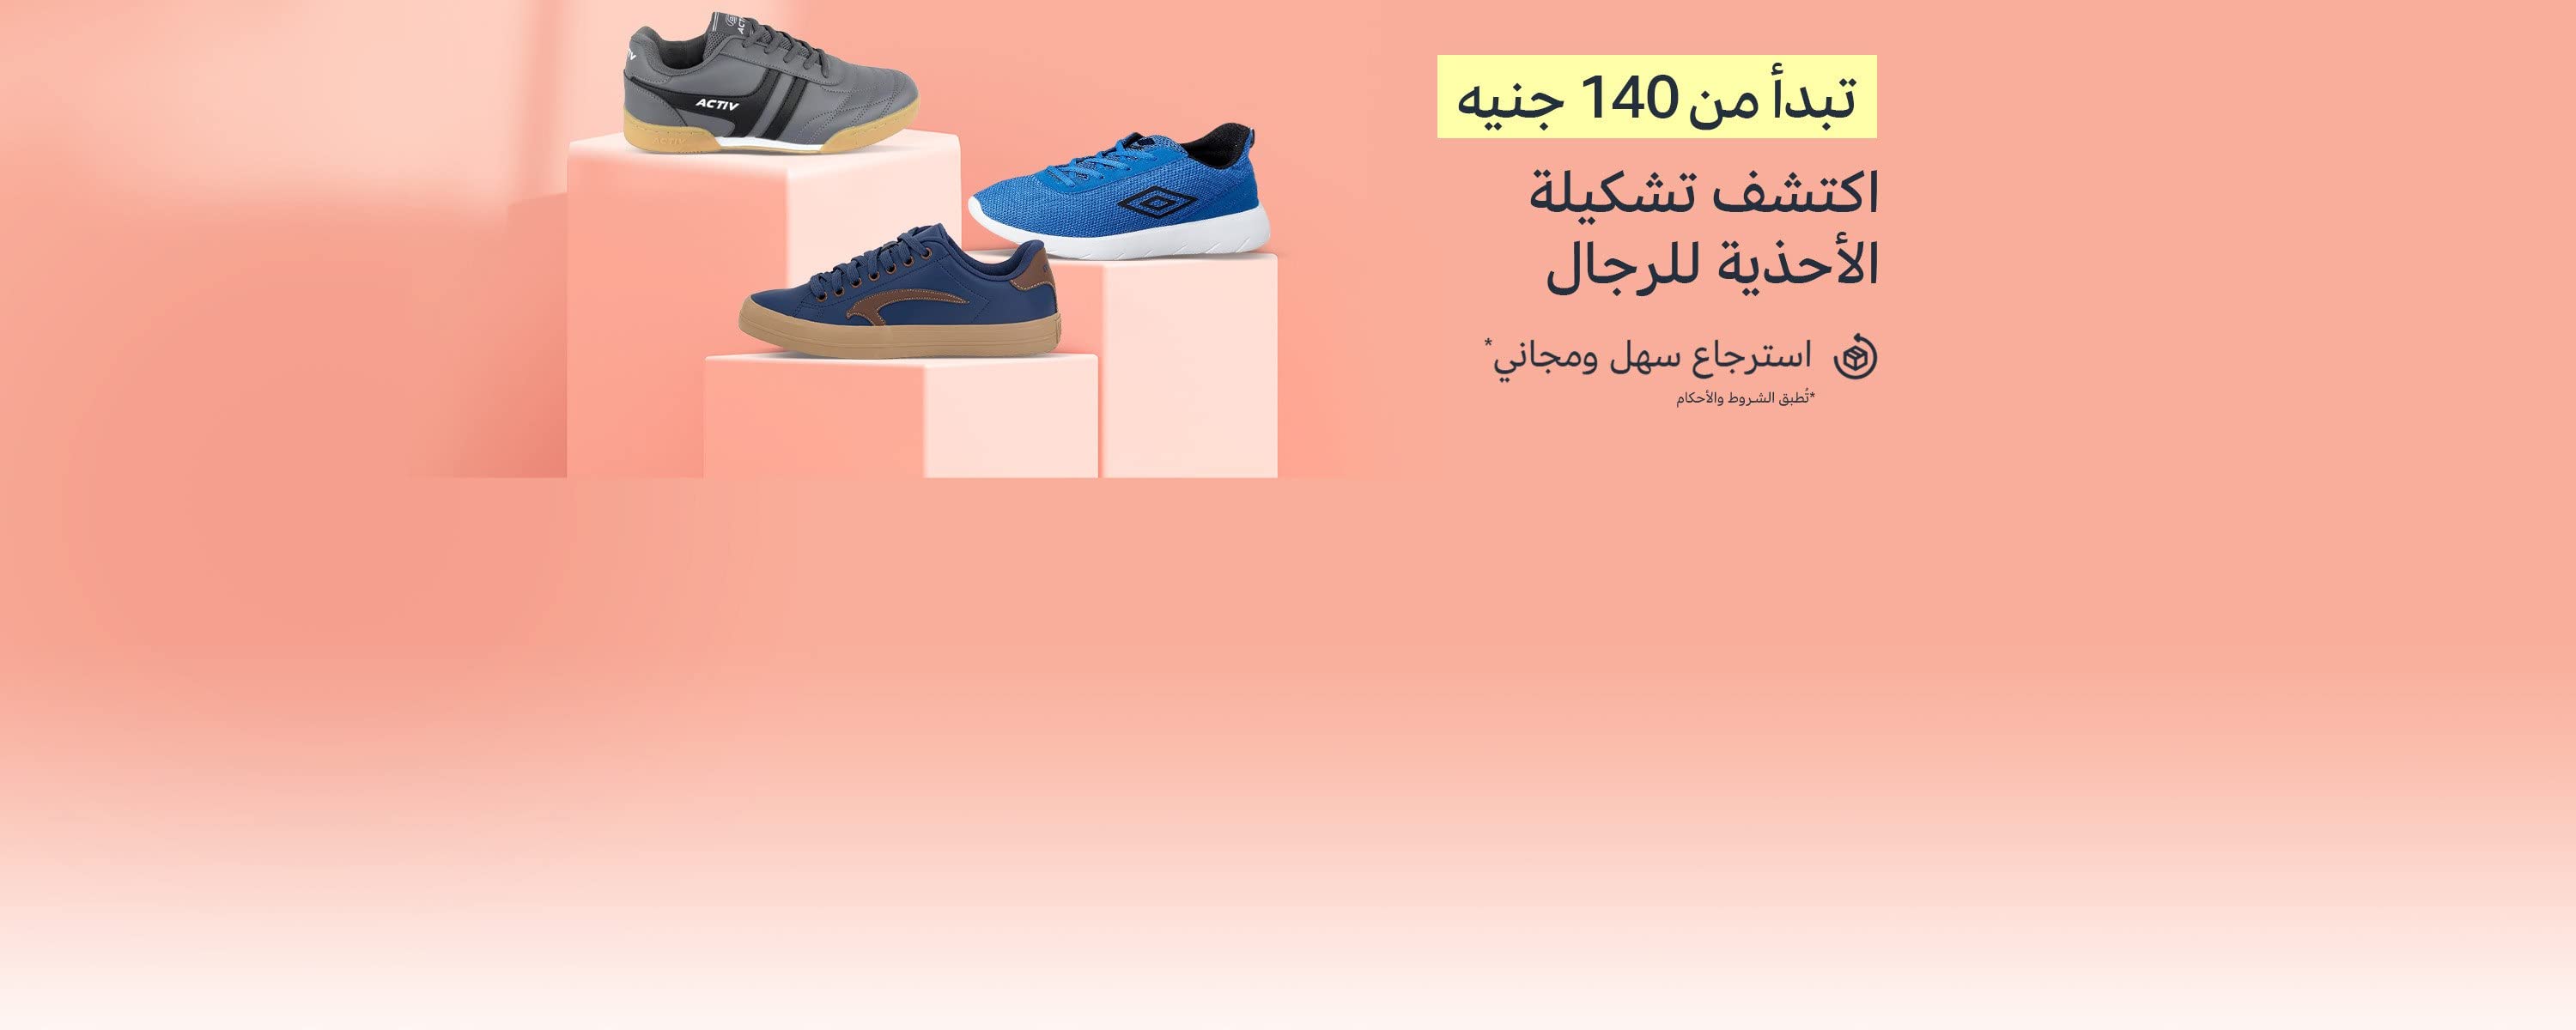 تبدأ من 140 جنيه
اكتشف تشكيلة
الأحذية للرجال
استرجاع سهل ومجاني*
*تُطبق الشروط والأحكام
ACTIV